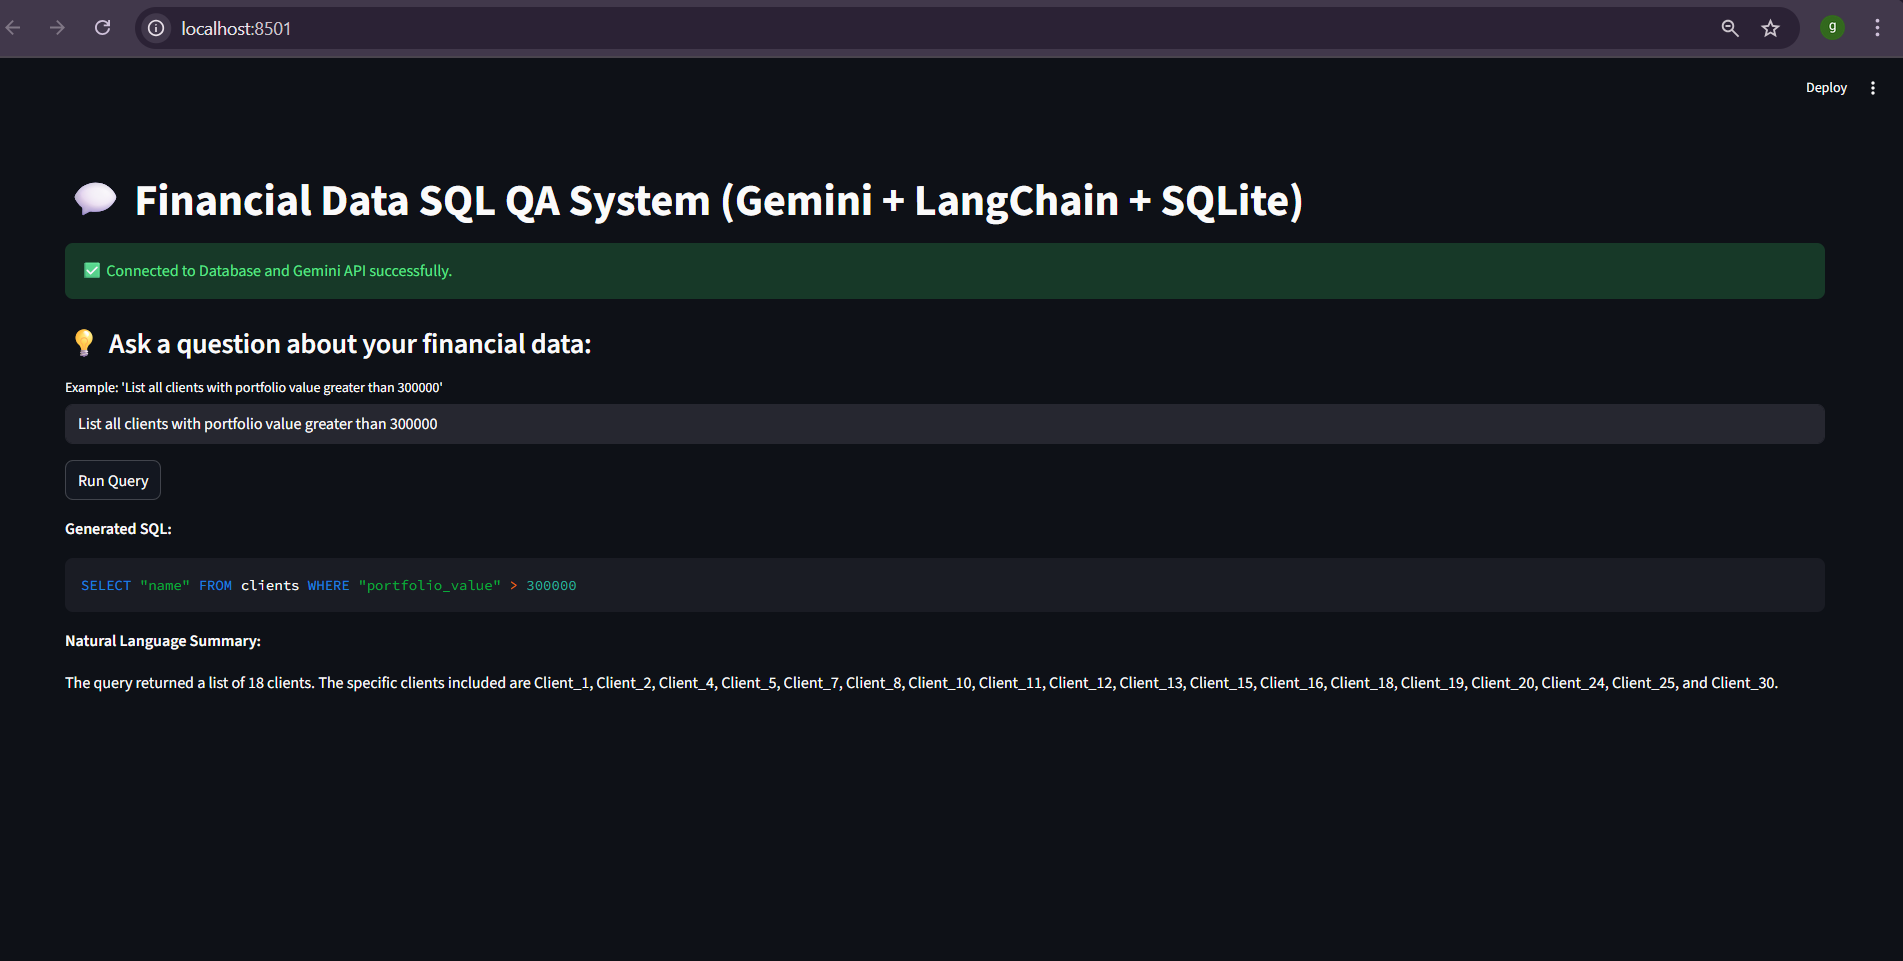 localhost:8501
g
Deploy
Financial Data SQL QA System (Gemini + LangChain + SQLite)
Connected to Database and Gemini API successfully.
Ask a question about your financial data:
Example: 'List all clients with portfolio value greater than 300000'
List all clients with portfolio value greater than 300000
Run Query
Generated SQL:
SELECT "name" FROM clients WHERE "portfolio_value" > 300000
Natural Language Summary:
The query returned a list of 18 clients. The specific clients included are Client_1, Client_2, Client_4, Client_5, Client_7, Client_8, Client_10, Client_11, Client_12, Client_13, Client_15, Client_16, Client_18, Client_19, Client_20, Client_24, Client_25, and Client_30.